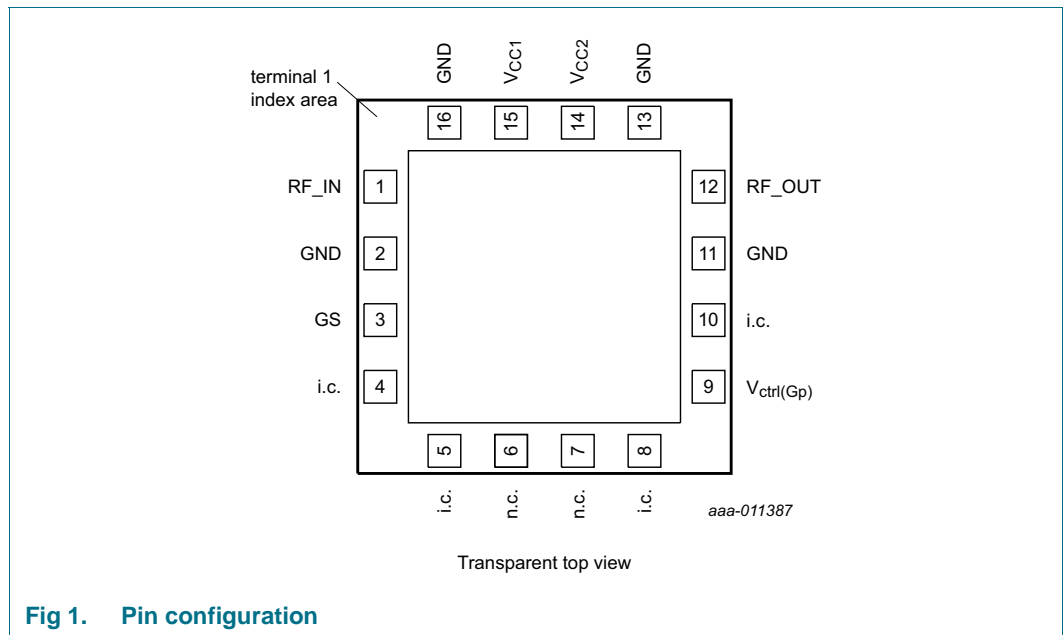 GND
VCC1
VCC2
GND
terminal 1
index area
16
15
14
13
RF_IN
1
12
RF_OUT
GND
2
11
GND
GS
3
10
i.c.
i.c.
4
9
Vctrl(Gp)
5
6
7
8
i.c.
n.c.
n.c.
i.c.
aaa-011387
Transparent top view
Fig 1. Pin configuration